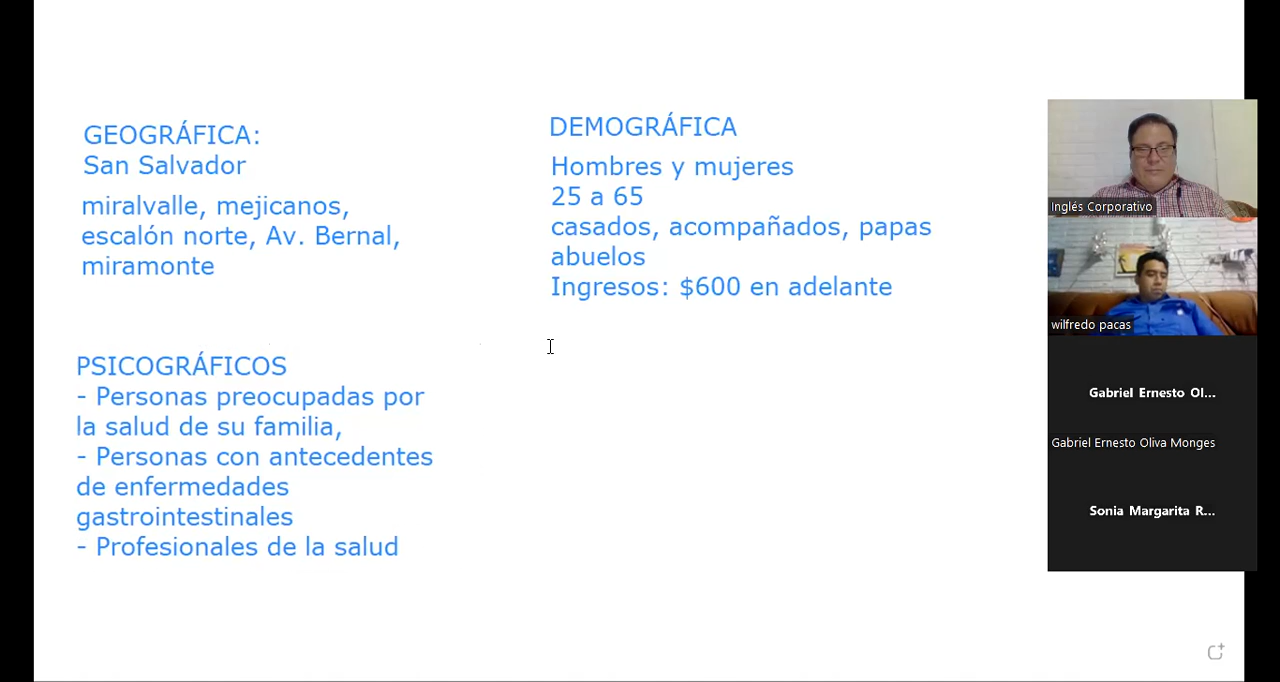 GEOGRÁFICA:
San Salvador
miralvalle, mejicanos,
escalón norte, Av. Bernal,
miramonte
DEMOGRÁFICA
Hombres y mujeres
25 a 65
casados, acompañados, papas
abuelos
Ingresos: $600 en adelante
PSICOGRÁFICOS
- Personas preocupadas por
la salud de su familia,
- Personas con antecedentes
de enfermedades
gastrointestinales
- Profesionales de la salud
Inglés Corporativo
wilfredo pacas
Gabriel Ernesto Ol...
Gabriel Ernesto Oliva Monges
Sonia Margarita R...